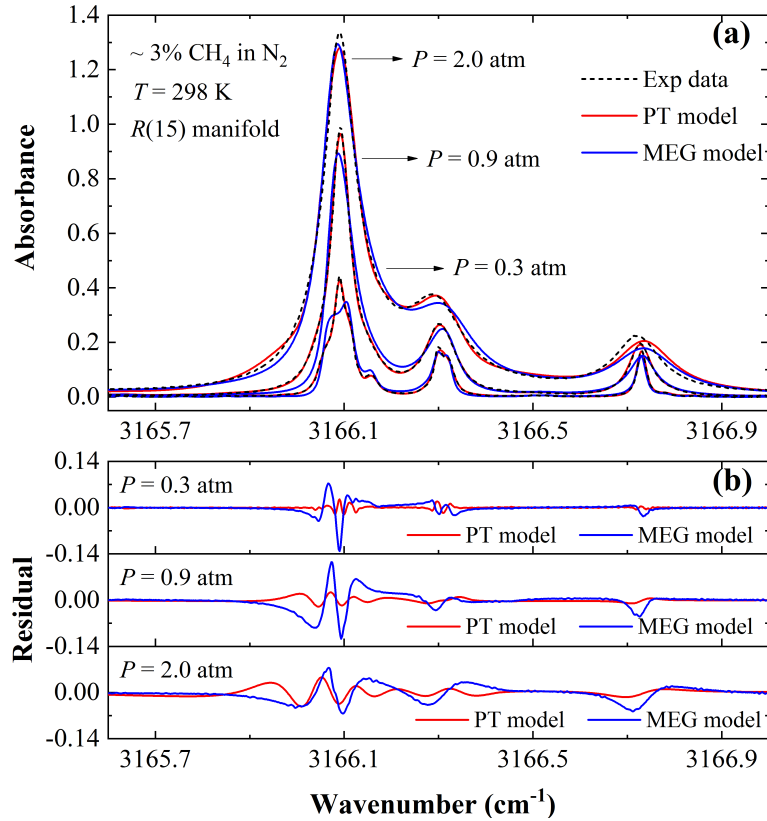 (a)
~ 3% CH₄ in N₂
T = 298 K
R(15) manifold
P = 2.0 atm
P = 0.9 atm
P = 0.3 atm
Exp data
PT model
MEG model
Absorbance
1.4
1.2
1.0
0.8
0.6
0.4
0.2
0.0
3165.7 3166.1 3166.5 3166.9
(b)
Residual
0.14
0.00
-0.14
P = 0.3 atm
PT model MEG model
0.00
-0.14
P = 0.9 atm
PT model MEG model
0.00
-0.14
P = 2.0 atm
PT model MEG model
3165.7 3166.1 3166.5 3166.9
Wavenumber (cm⁻¹)